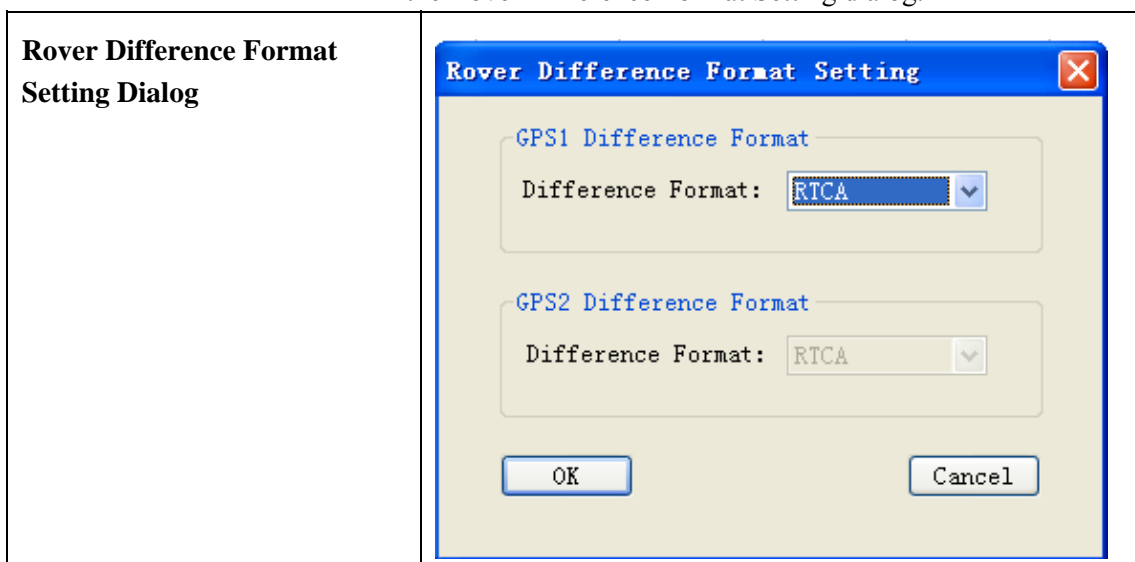 Rover Difference Format
Setting Dialog
Rover Difference Format Setting
GPS1 Difference Format
Difference Format: RTCA
GPS2 Difference Format
Difference Format: RTCA
OK Cancel